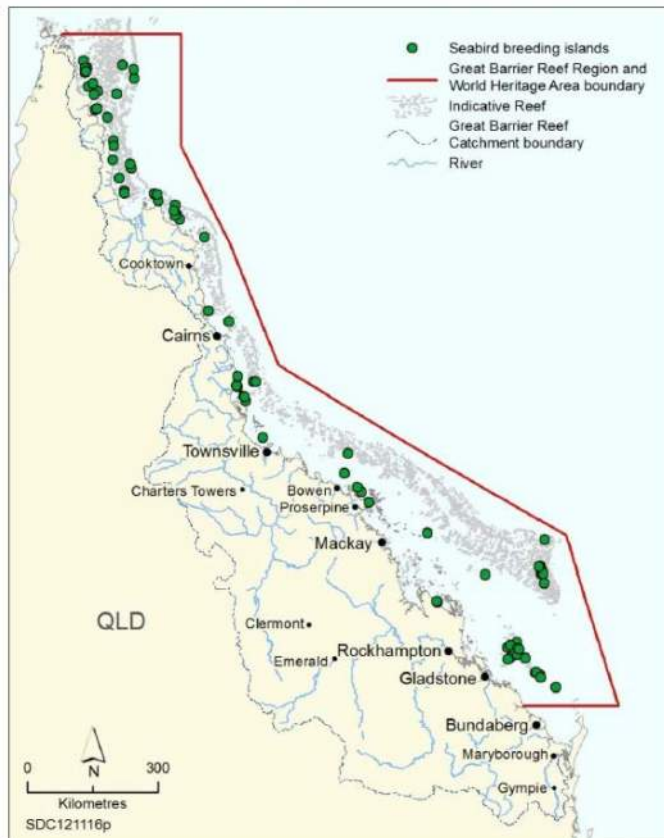 Seabird breeding islands
Great Barrier Reef Region and
World Heritage Area boundary
Indicative Reef
Great Barrier Reef
Catchment boundary
River
Cooktown
Cairns
Townsville
Charters Towers
Bowen
Proserpine
Mackay
QLD
Clermont
Emerald
Rockhampton
Gladstone
Bundaberg
Maryborough
Gympie
N
0 300
Kilometres
SDC121116p